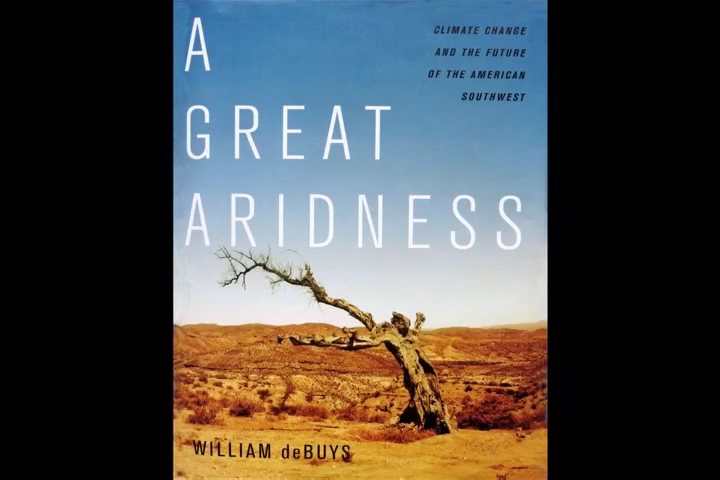 A
GREAT
ARIDNESS
CLIMATE CHANGE
AND THE FUTURE
OF THE AMERICAN
SOUTHWEST
WILLIAM deBUYS